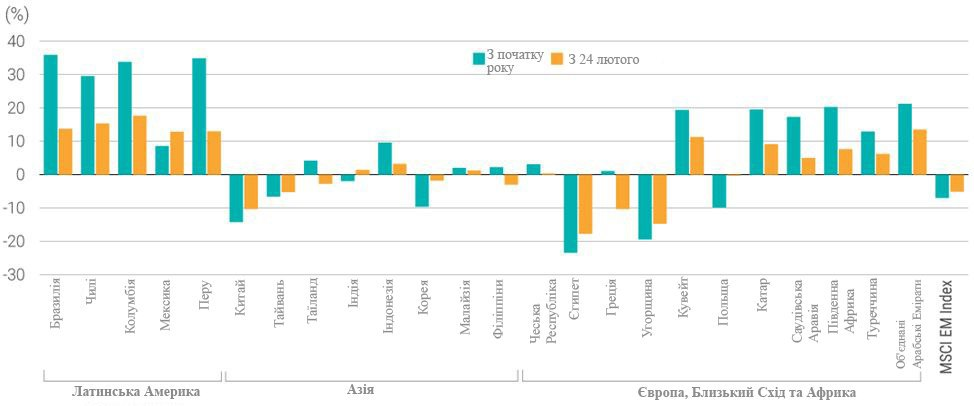 (%)
40
30
20
10
0
-10
-20
-30
З початку
року
З 24 лютого
Бразилія
Чилі
Колумбія
Мексика
Перу
Китай
Тайвань
Таїланд
Індія
Індонезія
Корея
Малайзія
Філіппіни
Чеська
Республіка
Єгипет
Греція
Угорщина
Кувейт
Польща
Катар
Саудівська
Аравія
Південна
Африка
Туреччина
Об'єднані
Арабські Емірати
MSCI EM Index
Латинська Америка
Азія
Європа, Близький Схід та Африка